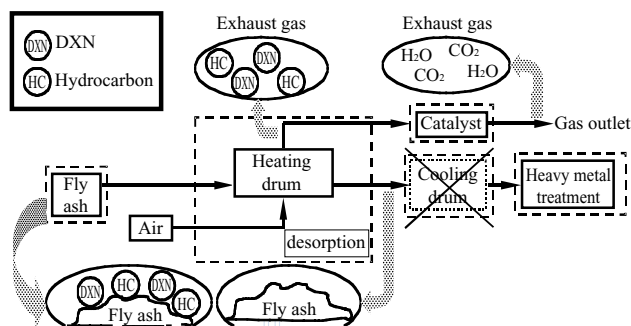 DXN DXN
HC Hydrocarbon
Exhaust gas
HC DXN
DXN HC
Exhaust gas
H₂O CO₂
CO₂ H₂O
Catalyst
Gas outlet
Fly
ash
Heating
drum
Cooling
drum
Heavy metal
treatment
Air
desorption
DXN HC DXN HC
Fly ash
Fly ash